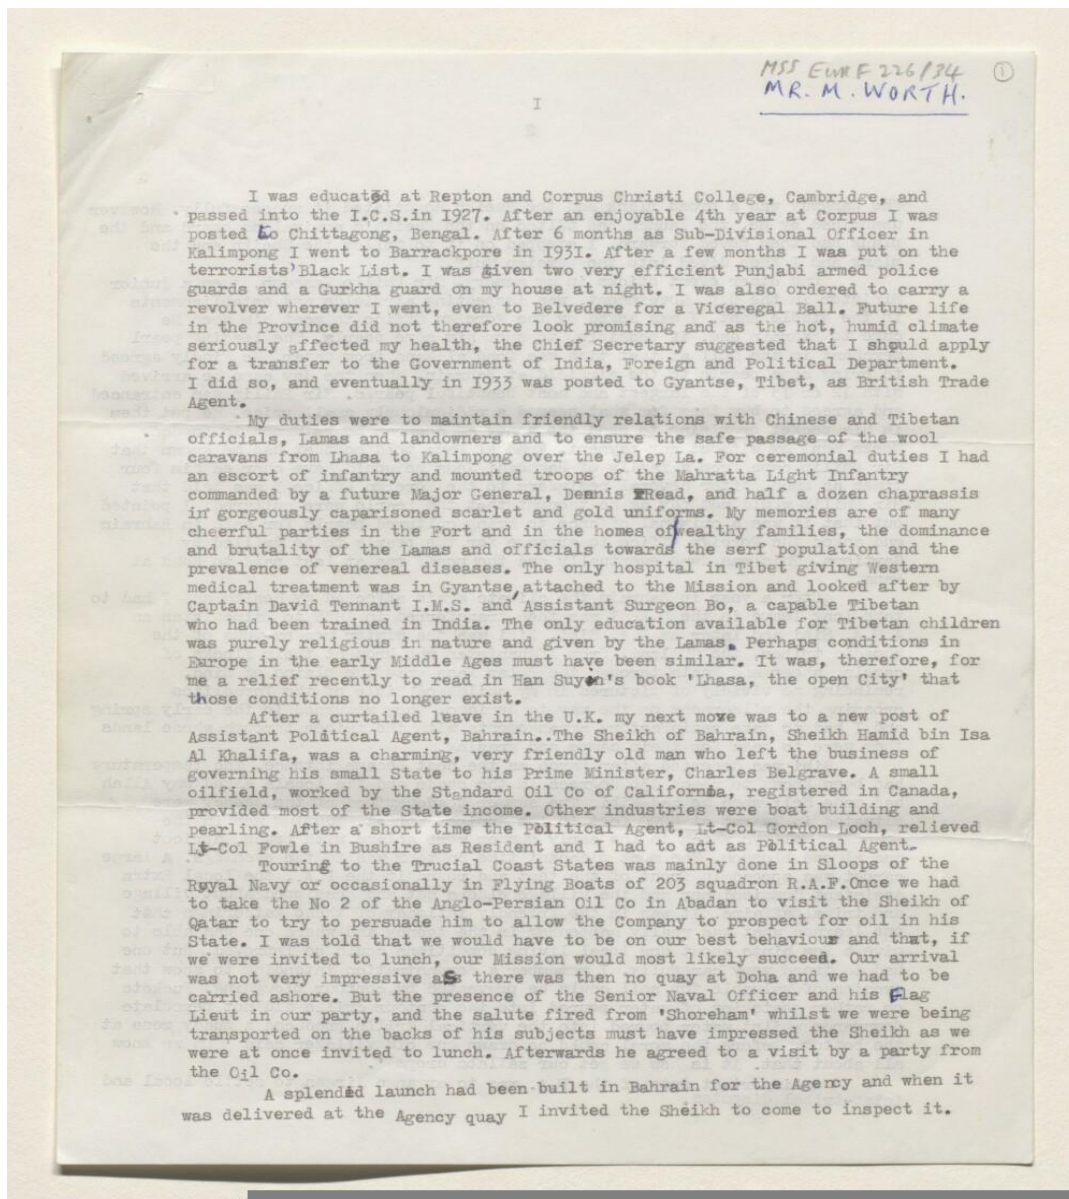 MSS EUR F 226/34 1
MR. M. WORTH.
I
2
I was educated at Repton and Corpus Christi College, Cambridge, and
passed into the I.C.S.in 1927. After an enjoyable 4th year at Corpus I was
posted to Chittagong, Bengal. After 6 months as Sub-Divisional Officer in
Kalimpong I went to Barrackpore in 1931. After a few months I was put on the
terrorists' Black List. I was given two very efficient Punjabi armed police
guards and a Gurkha guard on my house at night. I was also ordered to carry a
revolver wherever I went, even to Belvedere for a Viceregal Ball. Future life
in the Province did not therefore look promising and as the hot, humid climate
seriously affected my health, the Chief Secretary suggested that I should apply
for a transfer to the Government of India, Foreign and Political Department.
I did so, and eventually in 1933 was posted to Gyantse, Tibet, as British Trade
Agent.
My duties were to maintain friendly relations with Chinese and Tibetan
officials, Lamas and landowners and to ensure the safe passage of the wool
caravans from Lhasa to Kalimpong over the Jelep La. For ceremonial duties I had
an escort of infantry and mounted troops of the Mahratta Light Infantry
commanded by a future Major General, Dennis Read, and half a dozen chaprassis
in gorgeously caparisoned scarlet and gold uniforms. My memories are of many
cheerful parties in the Fort and in the homes of/wealthy families, the dominance
and brutality of the Lamas and officials towards the serf population and the
prevalence of venereal diseases. The only hospital in Tibet giving Western
medical treatment was in Gyantse, attached to the Mission and looked after by
Captain David Tennant I.M.S. and Assistant Surgeon Bo, a capable Tibetan
who had been trained in India. The only education available for Tibetan children
was purely religious in nature and given by the Lamas. Perhaps conditions in
Europe in the early Middle Ages must have been similar. It was, therefore, for
me a relief recently to read in Han Suyin's book 'Lhasa, the open City' that
those conditions no longer exist.
After a curtailed leave in the U.K. my next move was to a new post of
Assistant Political Agent, Bahrain..The Sheikh of Bahrain, Sheikh Hamid bin Isa
Al Khalifa, was a charming, very friendly old man who left the business of
governing his small State to his Prime Minister, Charles Belgrave. A small
oilfield, worked by the Standard Oil Co of California, registered in Canada,
provided most of the State income. Other industries were boat building and
pearling. After a short time the Political Agent, Lt-Col Gordon Loch, relieved
Lt-Col Fowle in Bushire as Resident and I had to act as Political Agent.
Touring to the Trucial Coast States was mainly done in Sloops of the
Royal Navy or occasionally in Flying Boats of 203 squadron R.A.F.Once we had
to take the No 2 of the Anglo-Persian Oil Co in Abadan to visit the Sheikh of
Qatar to try to persuade him to allow the Company to prospect for oil in his
State. I was told that we would have to be on our best behaviour and that, if
we were invited to lunch, our Mission would most likely succeed. Our arrival
was not very impressive as there was then no quay at Doha and we had to be
carried ashore. But the presence of the Senior Naval Officer and his Flag
Lieut in our party, and the salute fired from 'Shoreham' whilst we were being
transported on the backs of his subjects must have impressed the Sheikh as we
were at once invited to lunch. Afterwards he agreed to a visit by a party from
the Oil Co.
A splendid launch had been built in Bahrain for the Agency and when it
was delivered at the Agency quay I invited the Sheikh to come to inspect it.